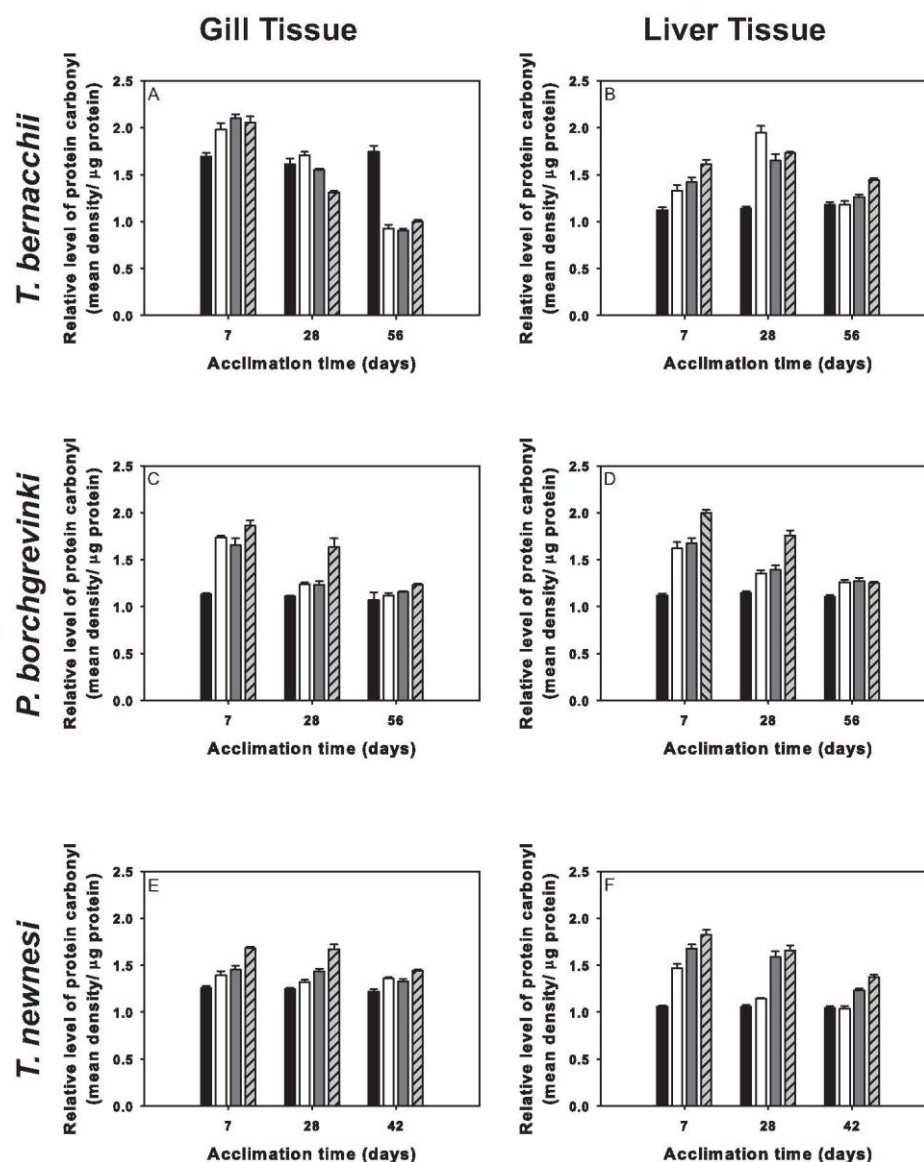 Gill Tissue
Liver Tissue
T. bernacchii
A
Relative level of protein carbonyl
(mean density/ µg protein)
2.5
2.0
1.5
1.0
0.5
0.0
7 28 56
Acclimation time (days)
B
Relative level of protein carbonyl
(mean density/ µg protein)
2.5
2.0
1.5
1.0
0.5
0.0
7 28 56
Acclimation time (days)
P. borchgrevinki
C
Relative level of protein carbonyl
(mean density/ µg protein)
2.5
2.0
1.5
1.0
0.5
0.0
7 28 56
Acclimation time (days)
D
Relative level of protein carbonyl
(mean density/ µg protein)
2.5
2.0
1.5
1.0
0.5
0.0
7 28 56
Acclimation time (days)
T. newnesi
E
Relative level of protein carbonyl
(mean density/ µg protein)
2.5
2.0
1.5
1.0
0.5
0.0
7 28 42
Acclimation time (days)
F
Relative level of protein carbonyl
(mean density/ µg protein)
2.5
2.0
1.5
1.0
0.5
0.0
7 28 42
Acclimation time (days)